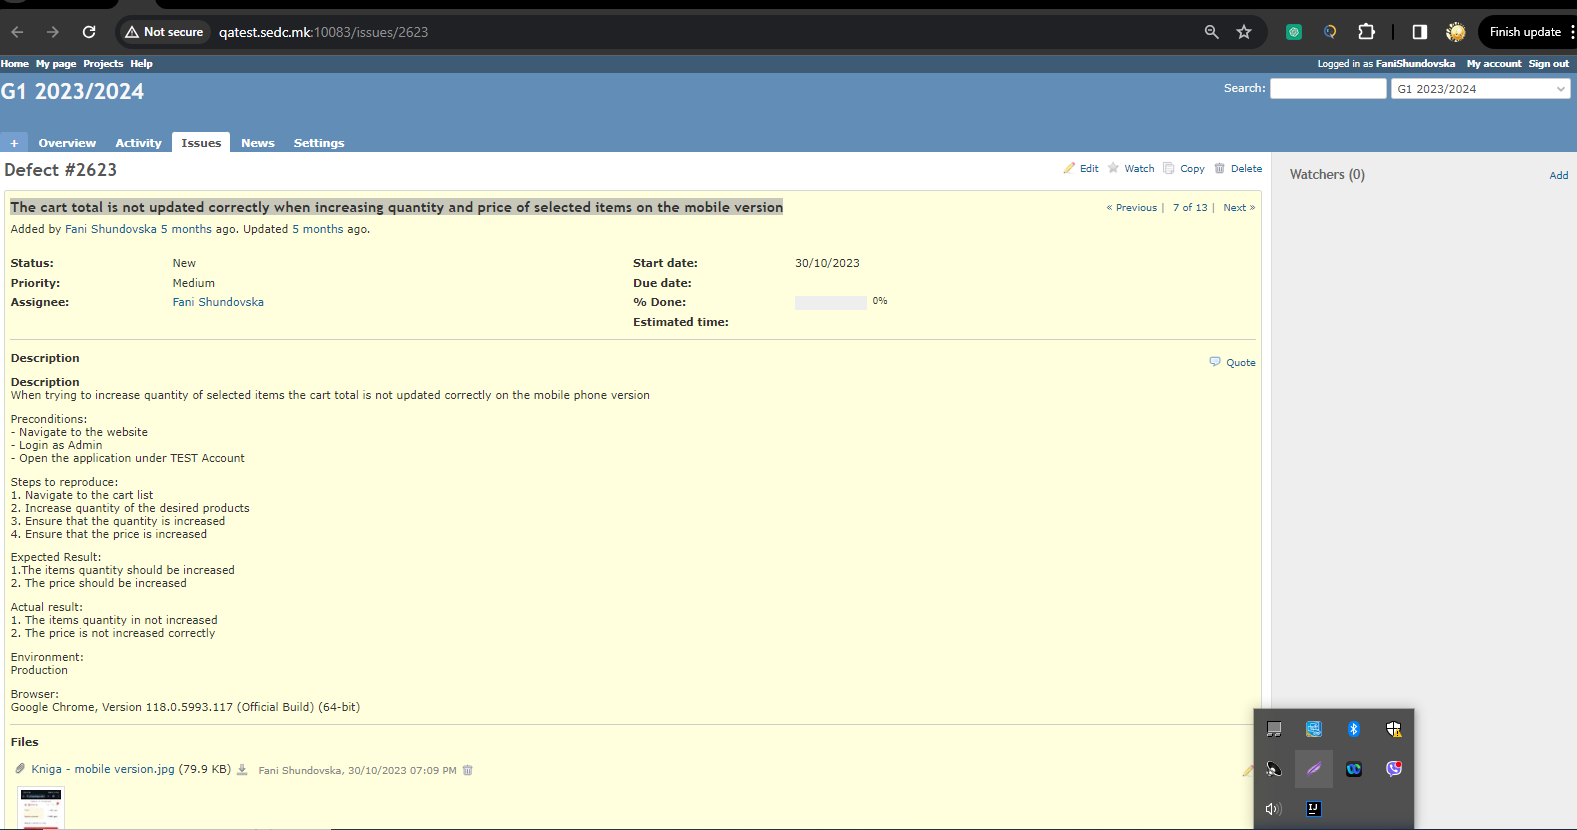 Not secure
qatest.sedc.mk:10083/issues/2623
Finish update
Home My page Projects Help
Logged in as FaniShundovska My account Sign out
G1 2023/2024
Search:
G1 2023/2024
+ Overview Activity Issues News Settings
Defect #2623
Edit Watch Copy Delete
Watchers (0)
Add
The cart total is not updated correctly when increasing quantity and price of selected items on the mobile version
« Previous | 7 of 13 | Next »
Added by Fani Shundovska 5 months ago. Updated 5 months ago.
Status: New
Start date: 30/10/2023
Priority: Medium
Due date:
Assignee: Fani Shundovska
% Done: 0%
Estimated time:
Description
Quote
Description
When trying to increase quantity of selected items the cart total is not updated correctly on the mobile phone version
Preconditions:
- Navigate to the website
- Login as Admin
- Open the application under TEST Account
Steps to reproduce:
1. Navigate to the cart list
2. Increase quantity of the desired products
3. Ensure that the quantity is increased
4. Ensure that the price is increased
Expected Result:
1.The items quantity should be increased
2. The price should be increased
Actual result:
1. The items quantity in not increased
2. The price is not increased correctly
Environment:
Production
Browser:
Google Chrome, Version 118.0.5993.117 (Official Build) (64-bit)
Files
Kniga - mobile version.jpg (79.9 KB) Fani Shundovska, 30/10/2023 07:09 PM
IJ